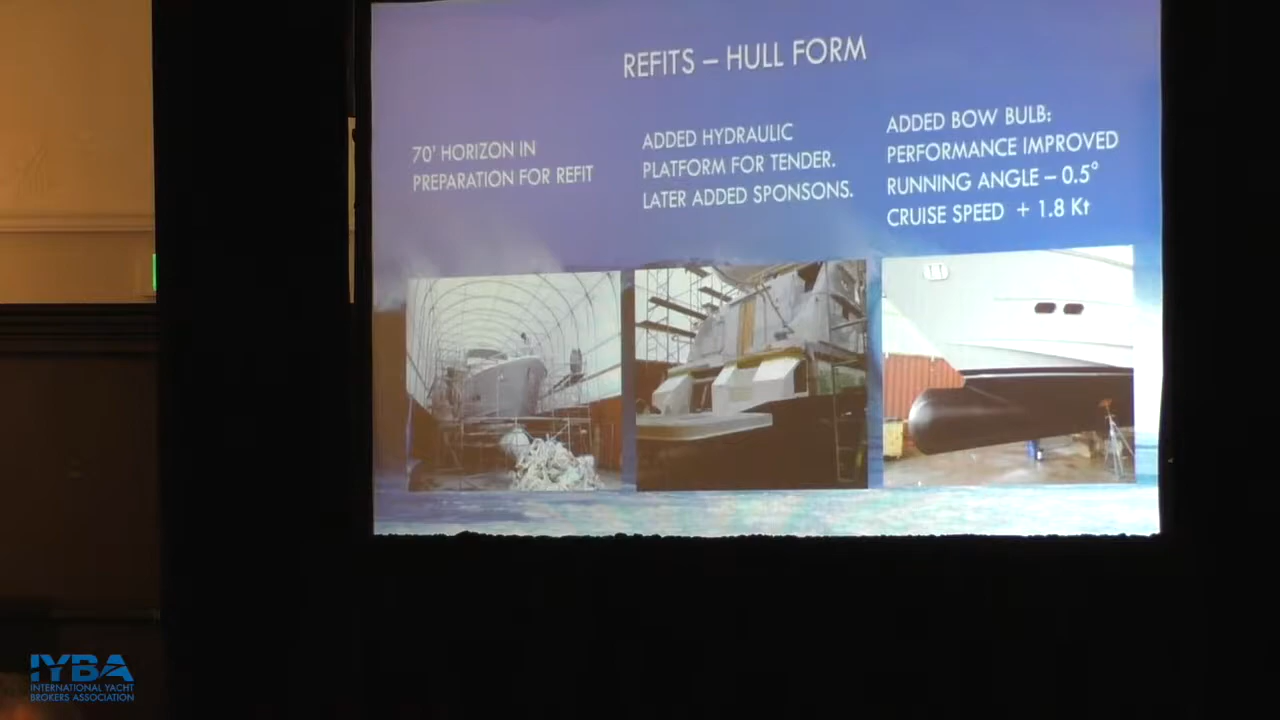 REFITS – HULL FORM
70' HORIZON IN
PREPARATION FOR REFIT
ADDED HYDRAULIC
PLATFORM FOR TENDER.
LATER ADDED SPONSONS.
ADDED BOW BULB:
PERFORMANCE IMPROVED
RUNNING ANGLE – 0.5°
CRUISE SPEED + 1.8 Kt
IYBA
INTERNATIONAL YACHT
BROKERS ASSOCIATION